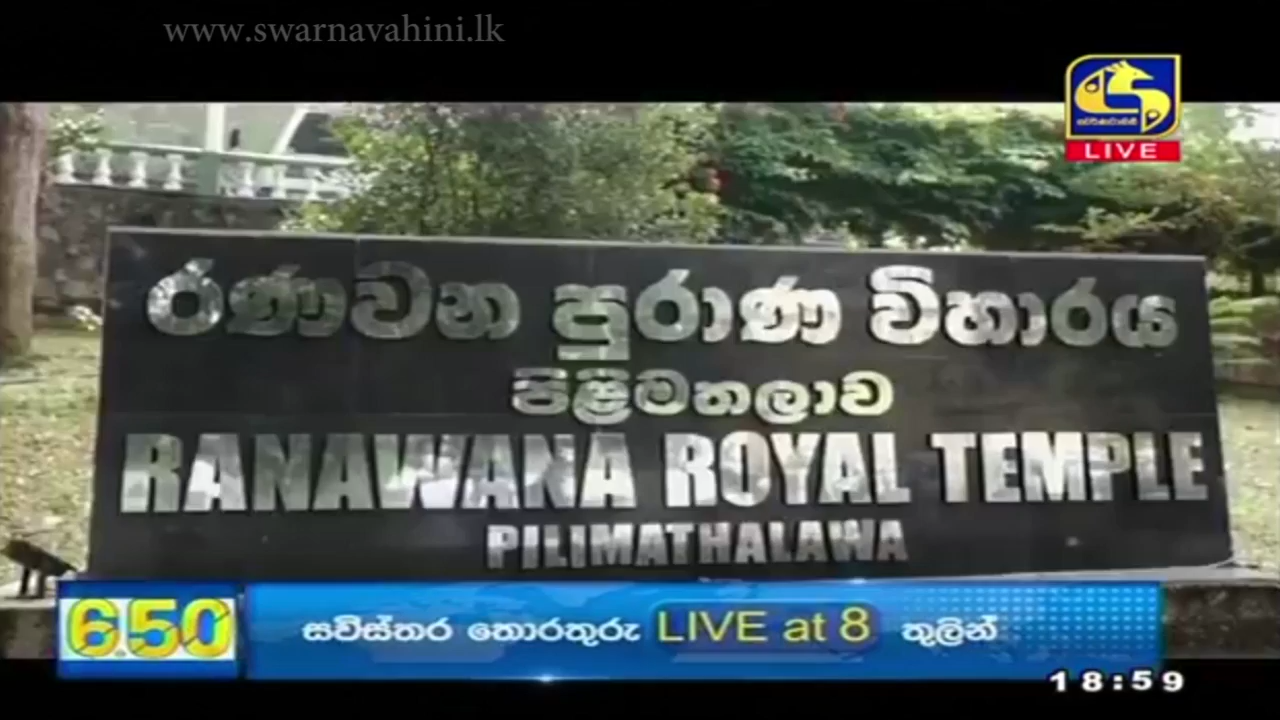 www.swarnavahini.lk
LIVE
රණවන පුරාණ විහාරය
පිළිමතලාව
RANAWANA ROYAL TEMPLE
PILIMATHALAWA
6.50
සවිස්තර තොරතුරු LIVE at 8 තුලින්
18:59